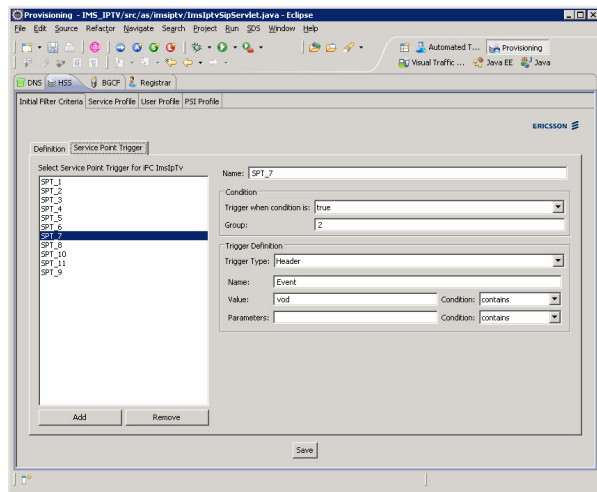 Provisioning - IMS_IPTV/src/as/imsiptv/ImsIptvSipServlet.java - Eclipse
File Edit Source Refactor Navigate Search Project Run SDS Window Help
Automated T... Provisioning
Visual Traffic ... Java EE Java
DNS HSS BGCF Registrar
Initial Filter Criteria Service Profile User Profile PSI Profile
ERICSSON
Definition Service Point Trigger
Select Service Point Trigger for iFC ImsIpTv
SPT_1
SPT_2
SPT_3
SPT_4
SPT_5
SPT_6
SPT_7
SPT_8
SPT_10
SPT_11
SPT_9
Add Remove
Name: SPT_7
Condition
Trigger when condition is: true
Group: 2
Trigger Definition
Trigger Type: Header
Name: Event
Value: vod Condition: contains
Parameters: Condition: contains
Save